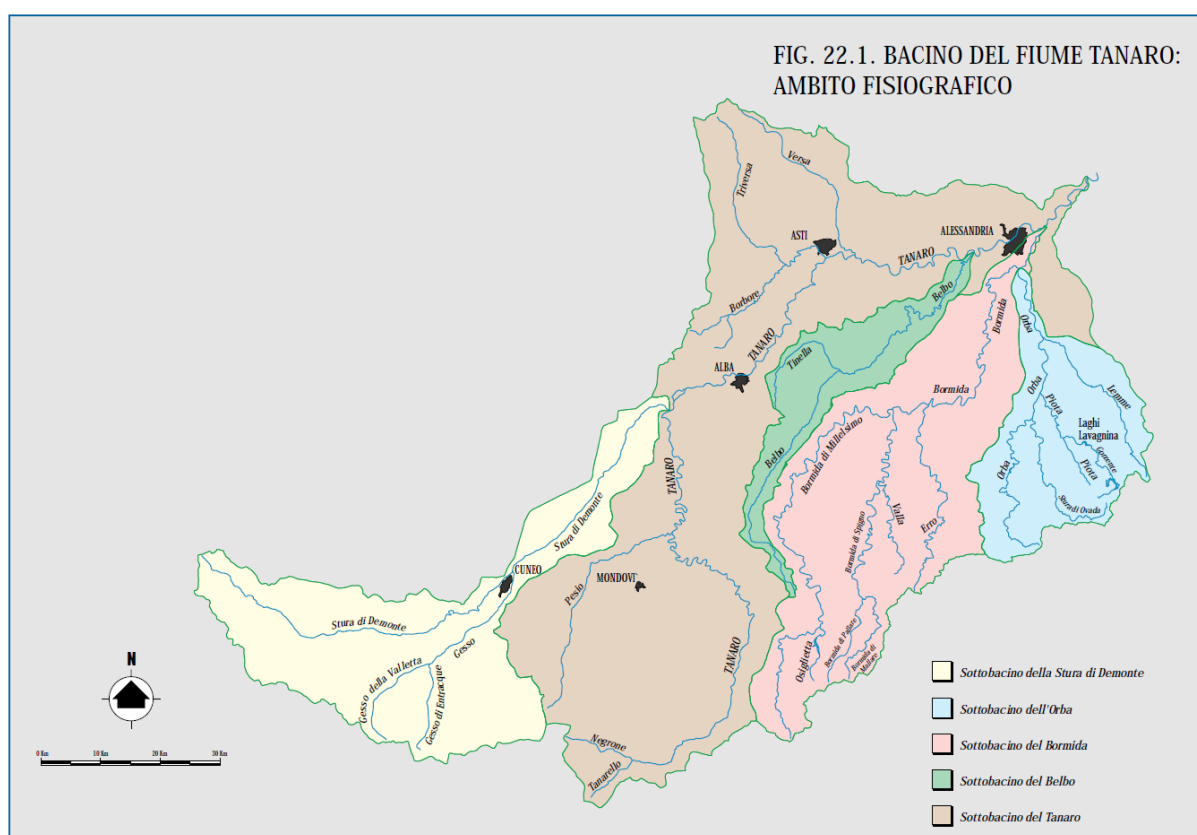 FIG. 22.1. BACINO DEL FIUME TANARO:
AMBITO FISIOGRAFICO
Versa
Triversa
ASTI
ALESSANDRIA
TANARO
Belbo
Borbore
TANARO
Bormida
Orba
Tinella
ALBA
Bormida
Orba
Lemme
Piota
Laghi
Lavagnina
Bormida di Millelsimo
Belbo
Gorzente
Orba
Piota
TANARO
Stura di Ovada
Stura di Demonte
Valla
Erro
Bormida di Spigno
CUNEO
MONDOVI
Pesio
Stura di Demonte
Gesso
Bormida di Pallare
Bormida di
Mallare
Osiglietta
TANARO
N
Gesso della Valletta
Gesso di Entracque
Negrone
Tanarello
0 Km
10 Km
20 Km
30 Km
Sottobacino della Stura di Demonte
Sottobacino dell'Orba
Sottobacino del Bormida
Sottobacino del Belbo
Sottobacino del Tanaro